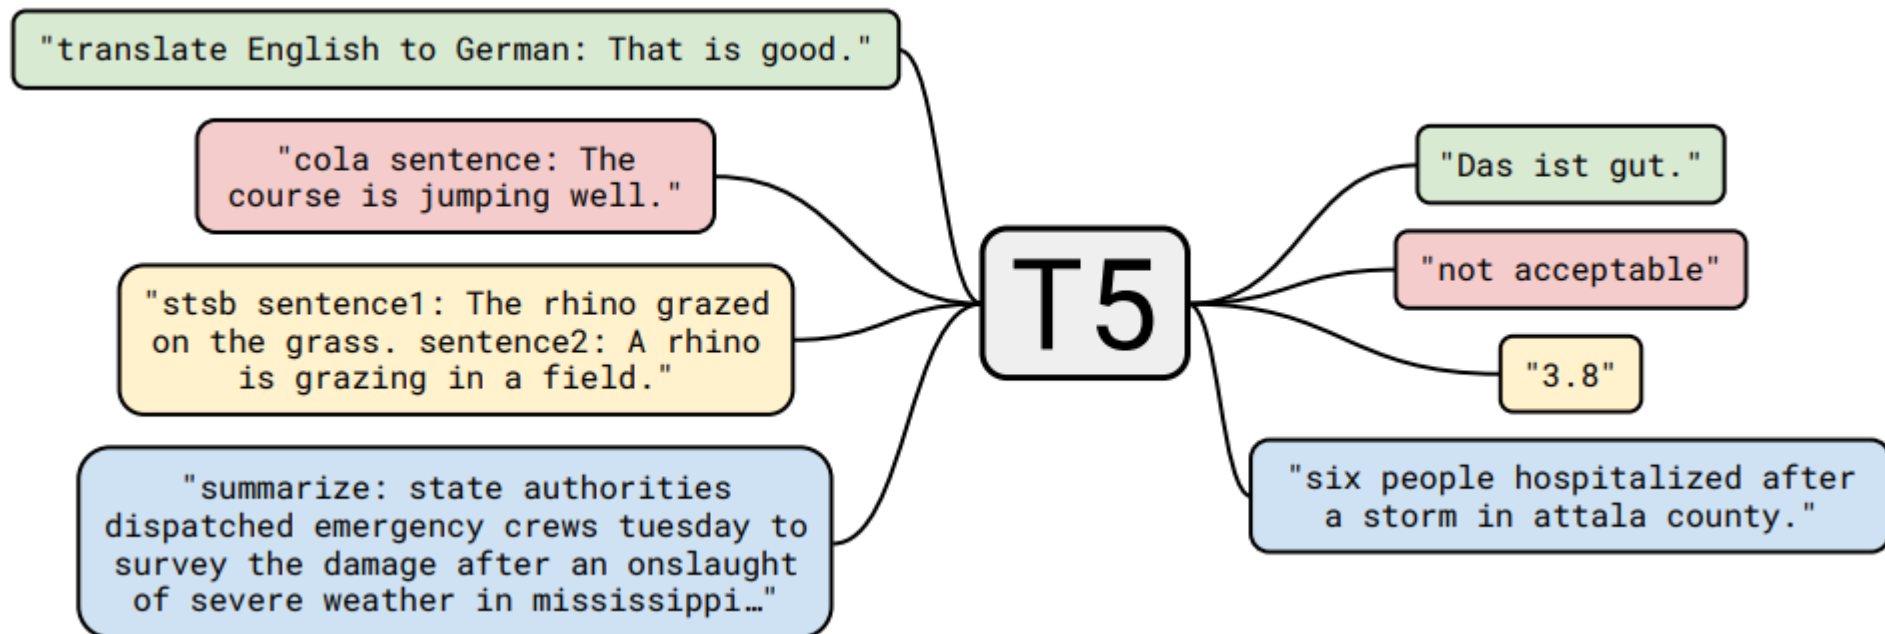 "translate English to German: That is good."
"cola sentence: The
course is jumping well."
"stsb sentence1: The rhino grazed
on the grass. sentence2: A rhino
is grazing in a field."
"summarize: state authorities
dispatched emergency crews tuesday to
survey the damage after an onslaught
of severe weather in mississippi…"
T5
"Das ist gut."
"not acceptable"
"3.8"
"six people hospitalized after
a storm in attala county."